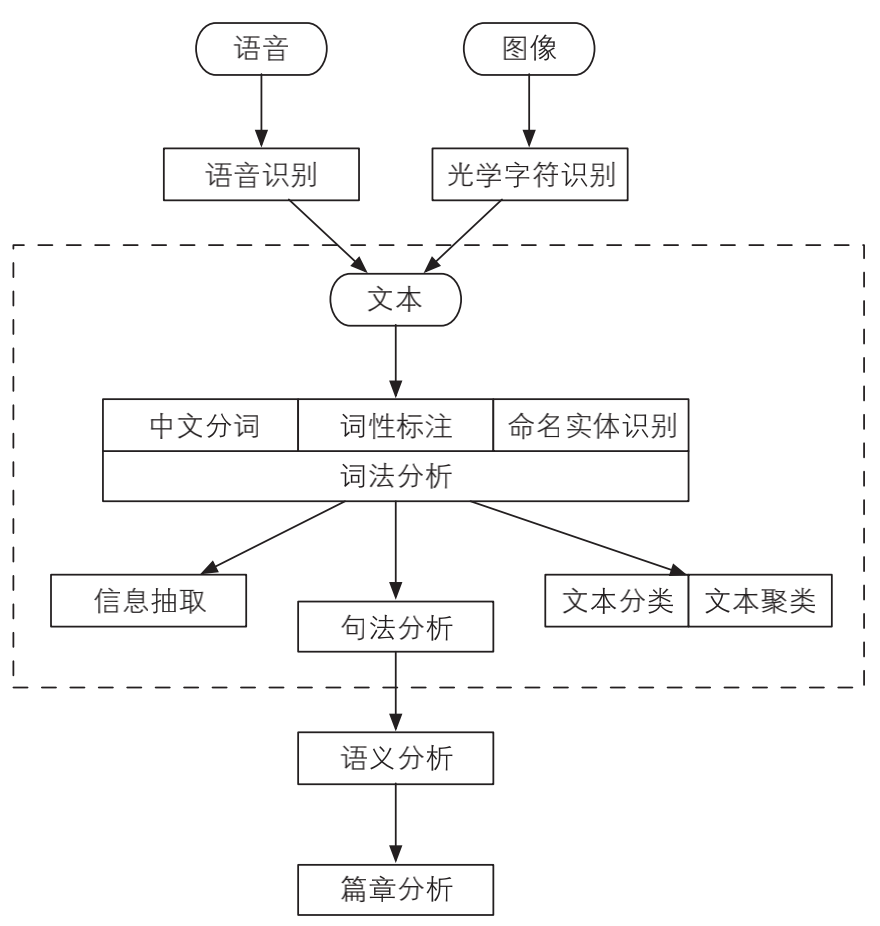 语音
图像
语音识别
光学字符识别
文本
中文分词
词性标注
命名实体识别
词法分析
信息抽取
句法分析
文本分类
文本聚类
语义分析
篇章分析